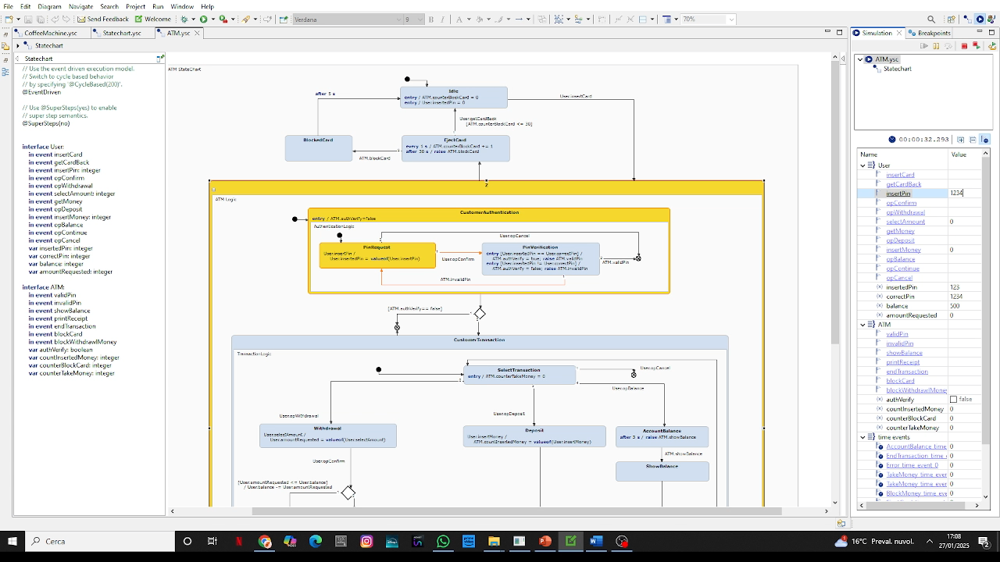 File Edit Diagram Navigate Search Project Run Window Help
Send Feedback Welcome Verdana 9 B I A 70%
CoffeeMachine.ysc Statechart.ysc ATM.ysc
Statechart
Statechart
// Use the event driven execution model.
// Switch to cycle based behavior
// by specifying '@CycleBased(200)'.
@EventDriven
// Use @SuperSteps(yes) to enable
// super step semantics.
@SuperSteps(no)
interface User:
in event insertCard
in event getCardBack
in event insertPin: integer
in event opConfirm
in event opWithdrawal
in event selectAmount: integer
in event getMoney
in event opDeposit
in event insertMoney: integer
in event opBalance
in event opContinue
in event opCancel
var insertedPin: integer
var correctPin: integer
var balance: integer
var amountRequested: integer
interface ATM:
in event validPin
in event invalidPin
in event showBalance
in event printReceipt
in event endTransaction
in event blockCard
in event blockWithdrawlMoney
var authVerify: boolean
var countInsertedMoney: integer
var counterBlockCard: integer
var counterTakeMoney: integer
ATM StateChart
Idle
entry / ATM.counterBlockCard = 0
entry / User.insertedPin = 0
after 5 s
User.insertCard
User.getCardBack
[ATM.counterBlockCard <= 30]
BlockedCard
EjectCard
every 1 s / ATM.counterBlockCard += 1
after 30 s / raise ATM.blockCard
ATM.blockCard
2
ATM Logic
CustomerAuthentication
entry / ATM.authVerify=false
AuthenticationLogic
User.opCancel
PinRequest
User.insertPin /
User.insertedPin = valueof(User.insertPin)
User.opConfirm
PinVerification
entry [User.insertedPin == User.correctPin] /
ATM.authVerify = true; raise ATM.validPin
entry [User.insertedPin != User.correctPin] /
ATM.authVerify = false; raise ATM.invalidPin
ATM.validPin
ATM.invalidPin
[ATM.authVerify== false]
CustomerTransaction
TransactionLogic
SelectTransaction
entry / ATM.counterTakeMoney = 0
User.opCancel
User.opBalance
User.opWithdrawal
User.opDeposit
Withdrawal
User.selectAmount /
User.amountRequested = valueof(User.selectAmount)
Deposit
User.insertMoney /
ATM.countInsertedMoney = valueof(User.insertMoney)
AccountBalance
after 3 s / raise ATM.showBalance
ATM.showBalance
ShowBalance
User.opConfirm
[User.amountRequested <= User.balance]
/ User.balance -= User.amountRequested
Simulation Breakpoints
ATM.ysc
Statechart
00:00:32.293
Name Value
User
insertCard
getCardBack
insertPin 1234
opConfirm
opWithdrawal
selectAmount 0
getMoney
opDeposit
insertMoney 0
opBalance
opContinue
opCancel
insertedPin 123
correctPin 1234
balance 500
amountRequested 0
ATM
validPin
invalidPin
showBalance
printReceipt
endTransaction
blockCard
blockWithdrawlMoney
authVerify false
countInsertedMoney 0
counterBlockCard 0
counterTakeMoney 0
time events
AccountBalance_time 0
EndTransaction_time_e 0
Error_time_event_0 0
TakeMoney_time_ever 0
TakeMoney_time_ever 0
BlockMoney_time_ever 0
Cerca
16°C Preval. nuvol.
17:08
27/01/2025